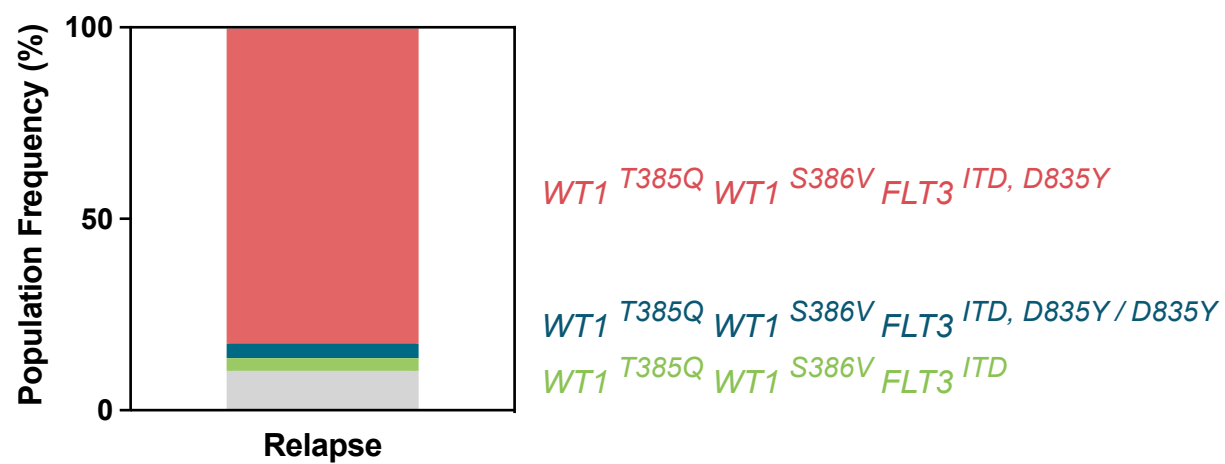 Population Frequency (%)
100
50
0
Relapse
WT1 T385Q WT1 S386V FLT3 ITD, D835Y
WT1 T385Q WT1 S386V FLT3 ITD, D835Y / D835Y
WT1 T385Q WT1 S386V FLT3 ITD